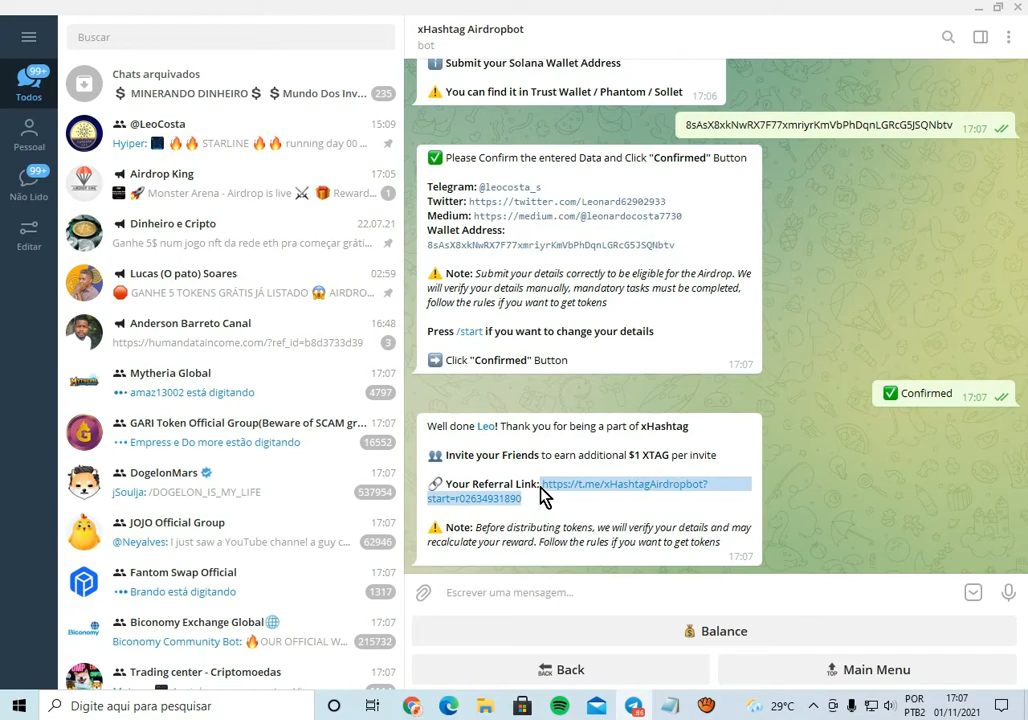 Buscar
xHashtag Airdropbot
bot
99+
Todos
Pessoal
99+
Não Lido
Editar
Chats arquivados
$ MINERANDO DINHEIRO $ $ Mundo Dos Inv...
235
@LeoCosta
15:09
Hyiper: 🔥🔥 STARLINE 🔥🔥 running day 00 ...
Airdrop King
17:05
🚀 Monster Arena - Airdrop is live ⚔ 🎁 Reward...
1
Dinheiro e Cripto
22.07.21
Ganhe 5$ num jogo nft da rede eth pra começar gráti...
Lucas (O pato) Soares
02:59
🛑 GANHE 5 TOKENS GRÁTIS JÁ LISTADO 😱 AIRDRO...
Anderson Barreto Canal
16:48
https://humandataincome.com/?ref_id=b8d3733d39
3
Mytheria Global
17:07
amaz13002 está digitando
4797
GARI Token Official Group(Beware of SCAM gr...
17:07
Empress e Do more estão digitando
16552
DogelonMars
17:07
jSoulja: /DOGELON_IS_MY_LIFE
537954
JOJO Official Group
17:07
@Neyalves: I just saw a YouTube channel a guy c...
62946
Fantom Swap Official
17:07
Brando está digitando
1317
Biconomy Exchange Global🌐
17:07
Biconomy Community Bot: 🔥OUR OFFICIAL W...
215732
Trading center - Criptomoedas
17:07
ℹ Submit your Solana Wallet Address
⚠ You can find it in Trust Wallet / Phantom / Sollet
17:06
8sAsX8xkNwRX7F77xmriyrKmVbPhDqnLGRcG5JSQNbtv
17:07
✅ Please Confirm the entered Data and Click "Confirmed" Button
Telegram: @leocosta_s
Twitter: https://twitter.com/Leonard62902933
Medium: https://medium.com/@leonardocosta7730
Wallet Address:
8sAsX8xkNwRX7F77xmriyrKmVbPhDqnLGRcG5JSQNbtv
⚠ Note: Submit your details correctly to be eligible for the Airdrop. We
will verify your details manually, mandatory tasks must be completed,
follow the rules if you want to get tokens
Press /start if you want to change your details
➡ Click "Confirmed" Button
17:07
✅ Confirmed
17:07
Well done Leo! Thank you for being a part of xHashtag
👥 Invite your Friends to earn additional $1 XTAG per invite
🔗 Your Referral Link: https://t.me/xHashtagAirdropbot?
start=r02634931890
⚠ Note: Before distributing tokens, we will verify your details and may
recalculate your reward. Follow the rules if you want to get tokens
17:07
Escrever uma mensagem...
💰 Balance
🔙 Back
🔝 Main Menu
Digite aqui para pesquisar
86
29°C
POR
PTB2
17:07
01/11/2021